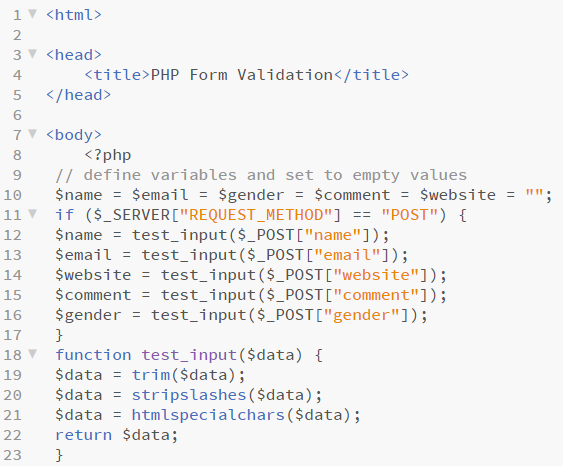 1 <html>
2
3 <head>
4 <title>PHP Form Validation</title>
5 </head>
6
7 <body>
8 <?php
9 // define variables and set to empty values
10 $name = $email = $gender = $comment = $website = "";
11 if ($_SERVER["REQUEST_METHOD"] == "POST") {
12 $name = test_input($_POST["name"]);
13 $email = test_input($_POST["email"]);
14 $website = test_input($_POST["website"]);
15 $comment = test_input($_POST["comment"]);
16 $gender = test_input($_POST["gender"]);
17 }
18 function test_input($data) {
19 $data = trim($data);
20 $data = stripslashes($data);
21 $data = htmlspecialchars($data);
22 return $data;
23 }